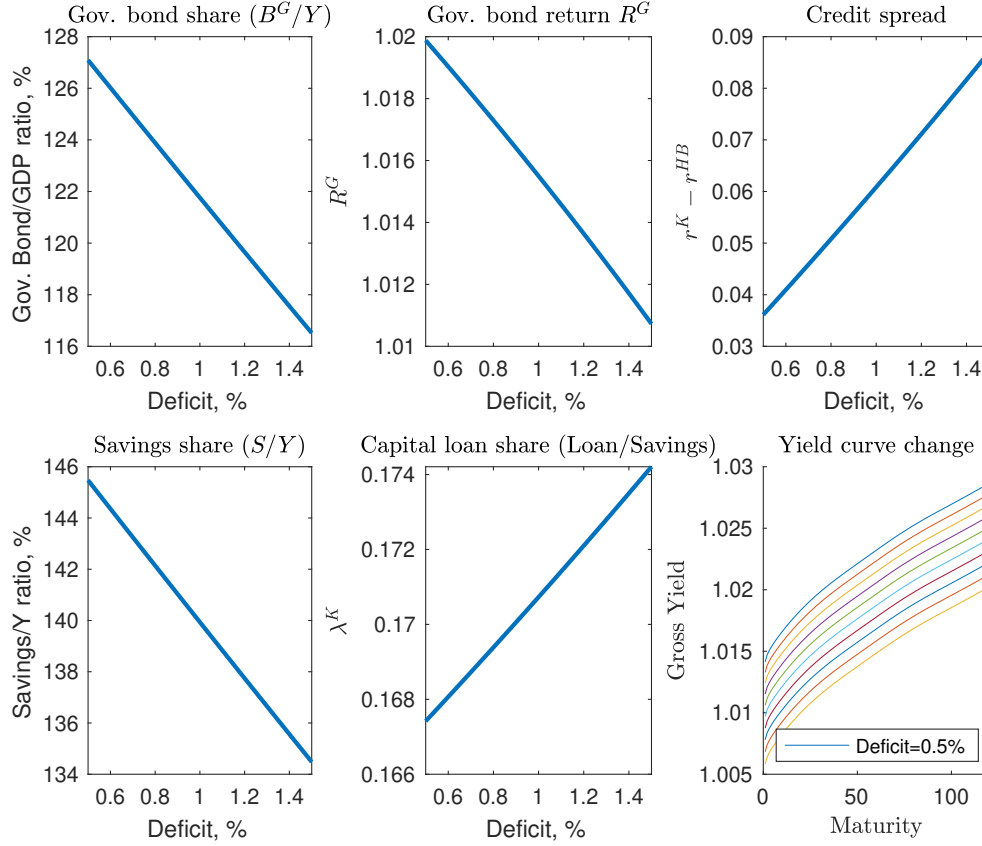 Gov. bond share (B^G/Y)
128
126
124
122
120
118
116
Gov. Bond/GDP ratio, %
0.6 0.8 1 1.2 1.4
Deficit, %
Gov. bond return R^G
1.02
1.018
1.016
1.014
1.012
1.01
R^G
0.6 0.8 1 1.2 1.4
Deficit, %
Credit spread
0.09
0.08
0.07
0.06
0.05
0.04
0.03
r^K − r^{HB}
0.6 0.8 1 1.2 1.4
Deficit, %
Savings share (S/Y)
146
144
142
140
138
136
134
Savings/Y ratio, %
0.6 0.8 1 1.2 1.4
Deficit, %
Capital loan share (Loan/Savings)
0.174
0.172
0.17
0.168
0.166
λ^K
0.6 0.8 1 1.2 1.4
Deficit, %
Yield curve change
1.03
1.025
1.02
1.015
1.01
1.005
Gross Yield
Deficit=0.5%
0 50 100
Maturity